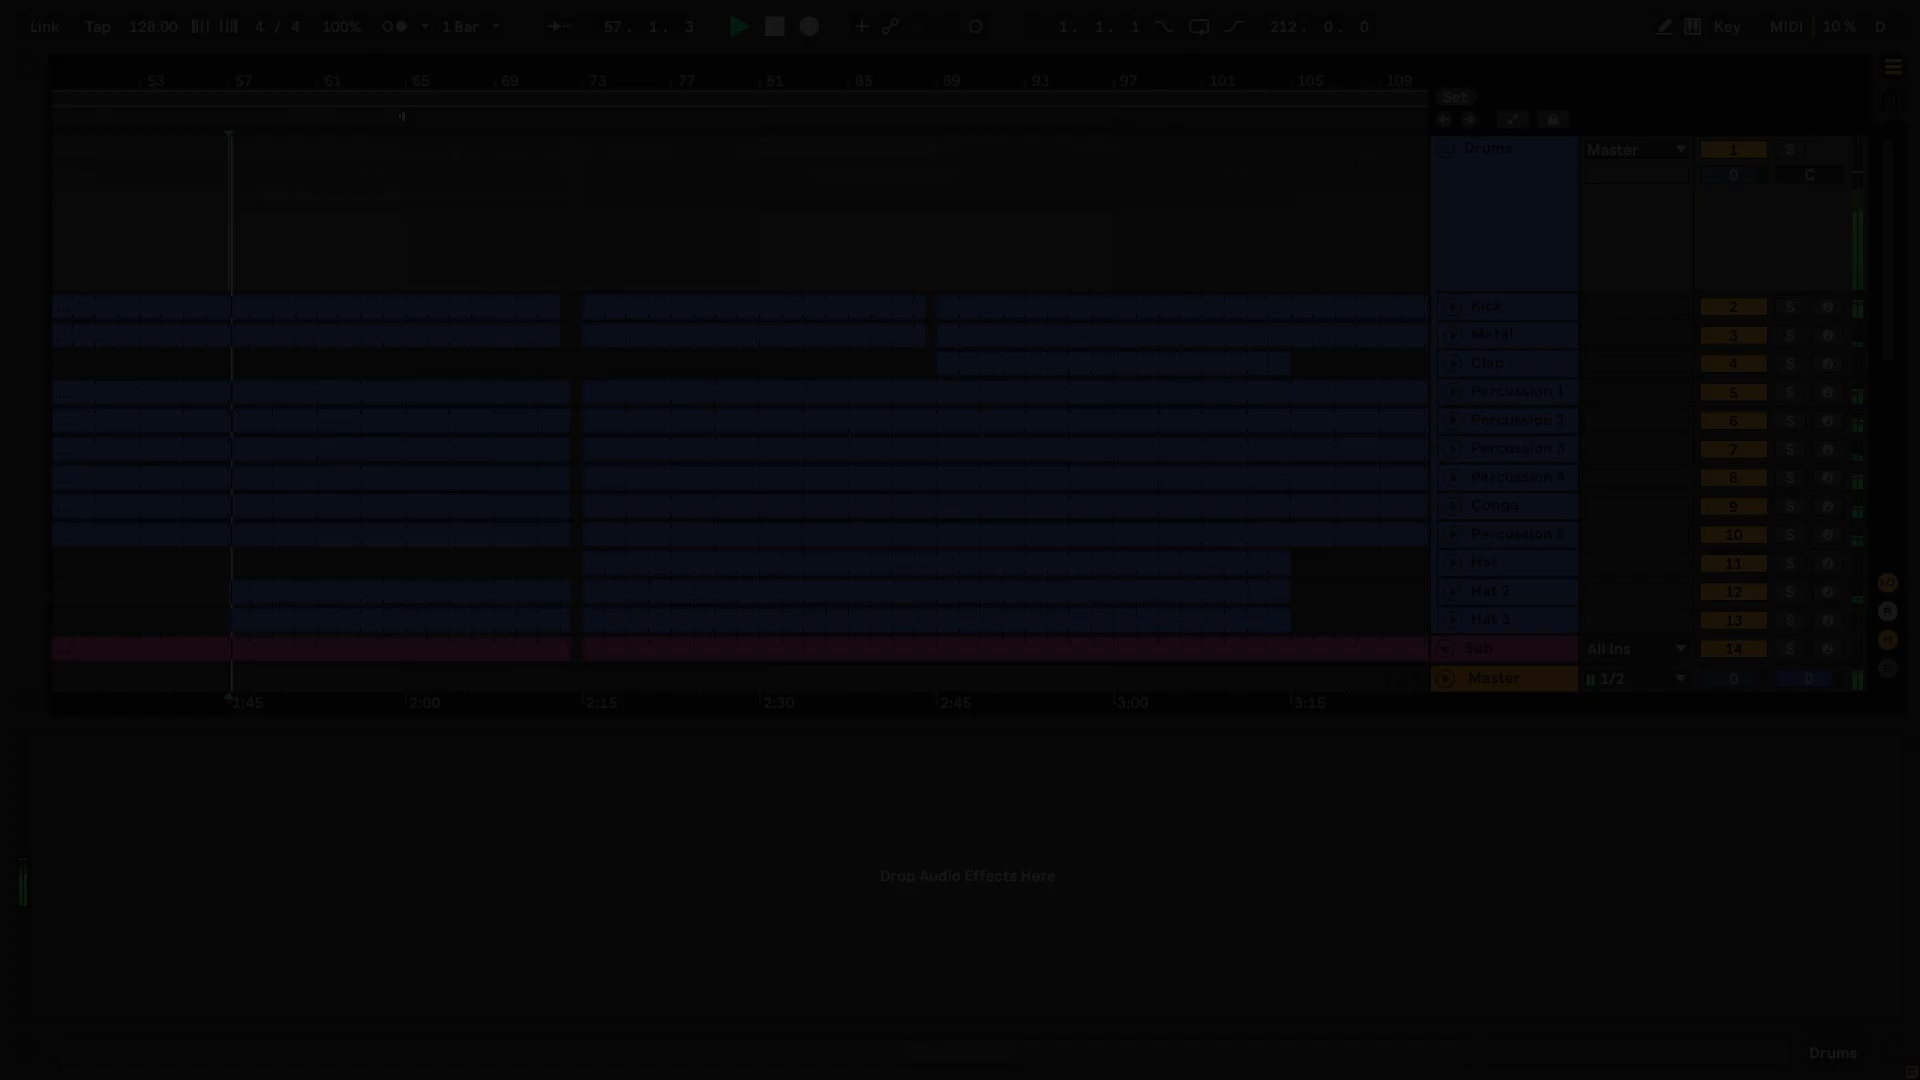 Link Tap 128.00 4 / 4 100% 1 Bar 57. 1. 3 1. 1. 1 212. 0. 0 Key MIDI 10 % D
53 57 61 65 69 73 77 81 85 89 93 97 101 105 109
Set
Drums Master 1 S
0 C
Kick 2 S
Metal 3 S
Clap 4 S
Percussion 1 5 S
Percussion 2 6 S
Percussion 3 7 S
Percussion 4 8 S
Conga 9 S
Percussion 5 10 S
Hat 11 S
Hat 2 12 S
Hat 3 13 S
Sub All Ins 14 S
Master 1/2 0 0
I·O
R
M
1:45 2:00 2:15 2:30 2:45 3:00 3:15
Drop Audio Effects Here
Drums